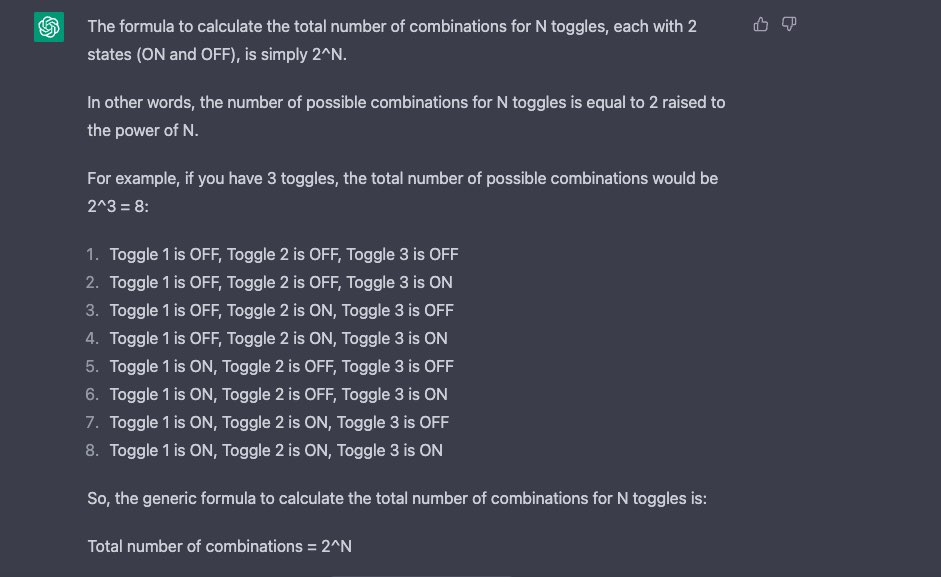 The formula to calculate the total number of combinations for N toggles, each with 2
states (ON and OFF), is simply 2^N.
In other words, the number of possible combinations for N toggles is equal to 2 raised to
the power of N.
For example, if you have 3 toggles, the total number of possible combinations would be
2^3 = 8:
1. Toggle 1 is OFF, Toggle 2 is OFF, Toggle 3 is OFF
2. Toggle 1 is OFF, Toggle 2 is OFF, Toggle 3 is ON
3. Toggle 1 is OFF, Toggle 2 is ON, Toggle 3 is OFF
4. Toggle 1 is OFF, Toggle 2 is ON, Toggle 3 is ON
5. Toggle 1 is ON, Toggle 2 is OFF, Toggle 3 is OFF
6. Toggle 1 is ON, Toggle 2 is OFF, Toggle 3 is ON
7. Toggle 1 is ON, Toggle 2 is ON, Toggle 3 is OFF
8. Toggle 1 is ON, Toggle 2 is ON, Toggle 3 is ON
So, the generic formula to calculate the total number of combinations for N toggles is:
Total number of combinations = 2^N